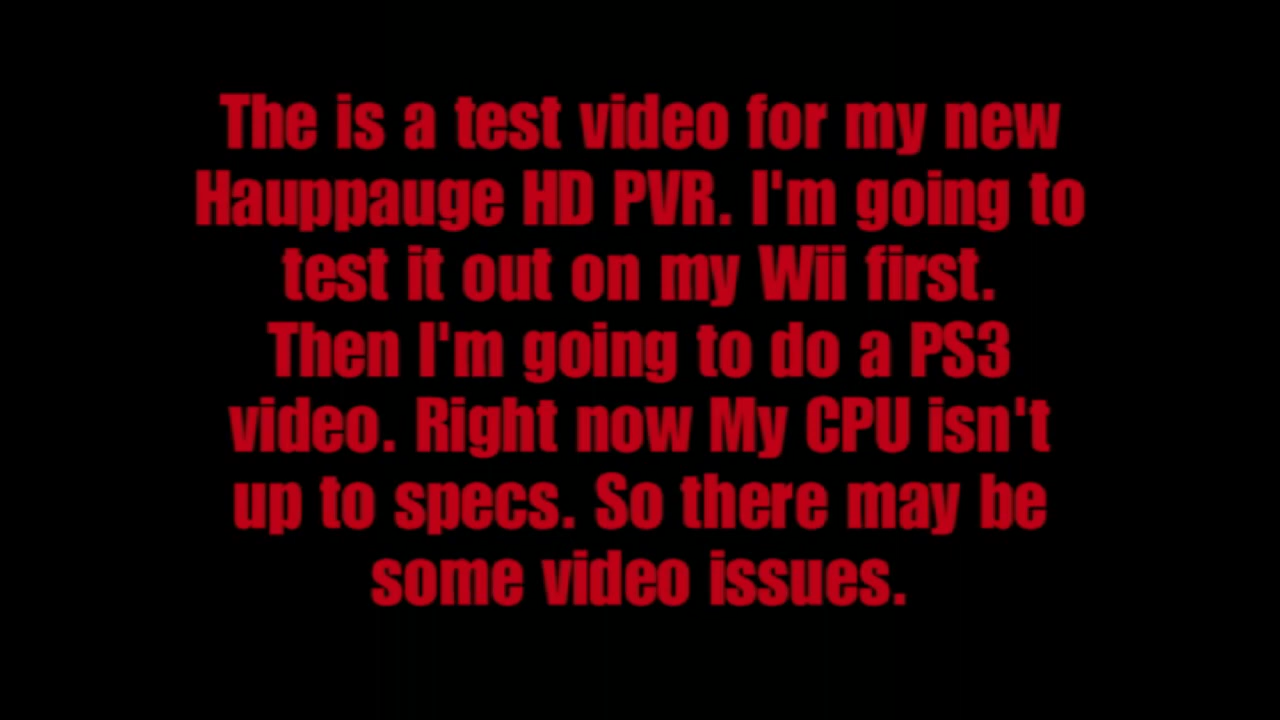 The is a test video for my new
Hauppauge HD PVR. I'm going to
test it out on my Wii first.
Then I'm going to do a PS3
video. Right now My CPU isn't
up to specs. So there may be
some video issues.